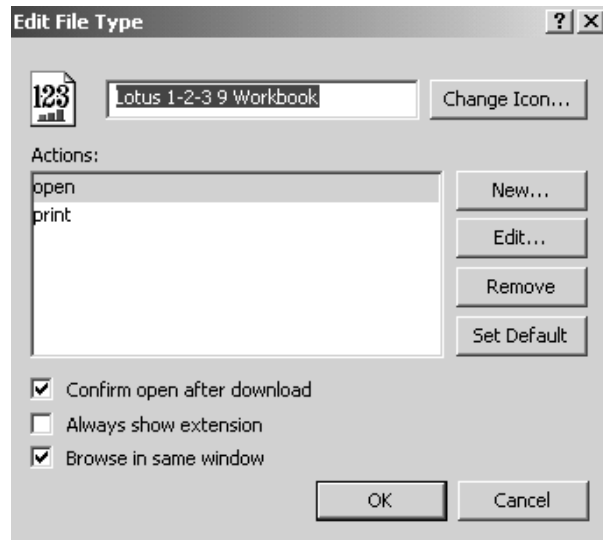 Edit File Type
? ×
123
Lotus 1-2-3 9 Workbook
Change Icon...
Actions:
open
print
New...
Edit...
Remove
Set Default
Confirm open after download
Always show extension
Browse in same window
OK
Cancel